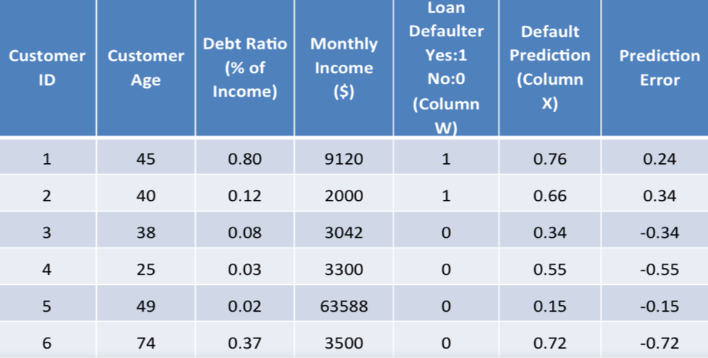 Customer ID | Customer Age | Debt Ratio (% of Income) | Monthly Income ($) | Loan Defaulter Yes:1 No:0 (Column W) | Default Prediction (Column X) | Prediction Error
1 | 45 | 0.80 | 9120 | 1 | 0.76 | 0.24
2 | 40 | 0.12 | 2000 | 1 | 0.66 | 0.34
3 | 38 | 0.08 | 3042 | 0 | 0.34 | -0.34
4 | 25 | 0.03 | 3300 | 0 | 0.55 | -0.55
5 | 49 | 0.02 | 63588 | 0 | 0.15 | -0.15
6 | 74 | 0.37 | 3500 | 0 | 0.72 | -0.72